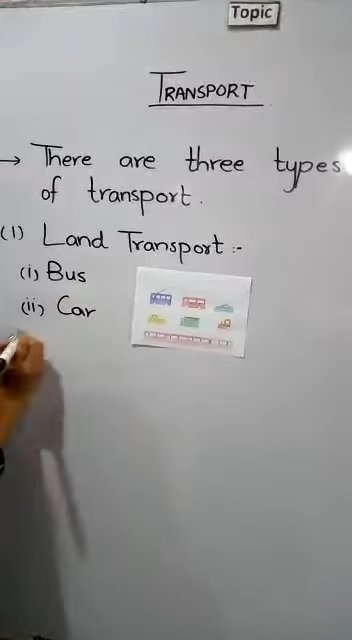 Topic
TRANSPORT
→ There are three types
of transport.
(1) Land Transport :-
(i) Bus
(ii) Car